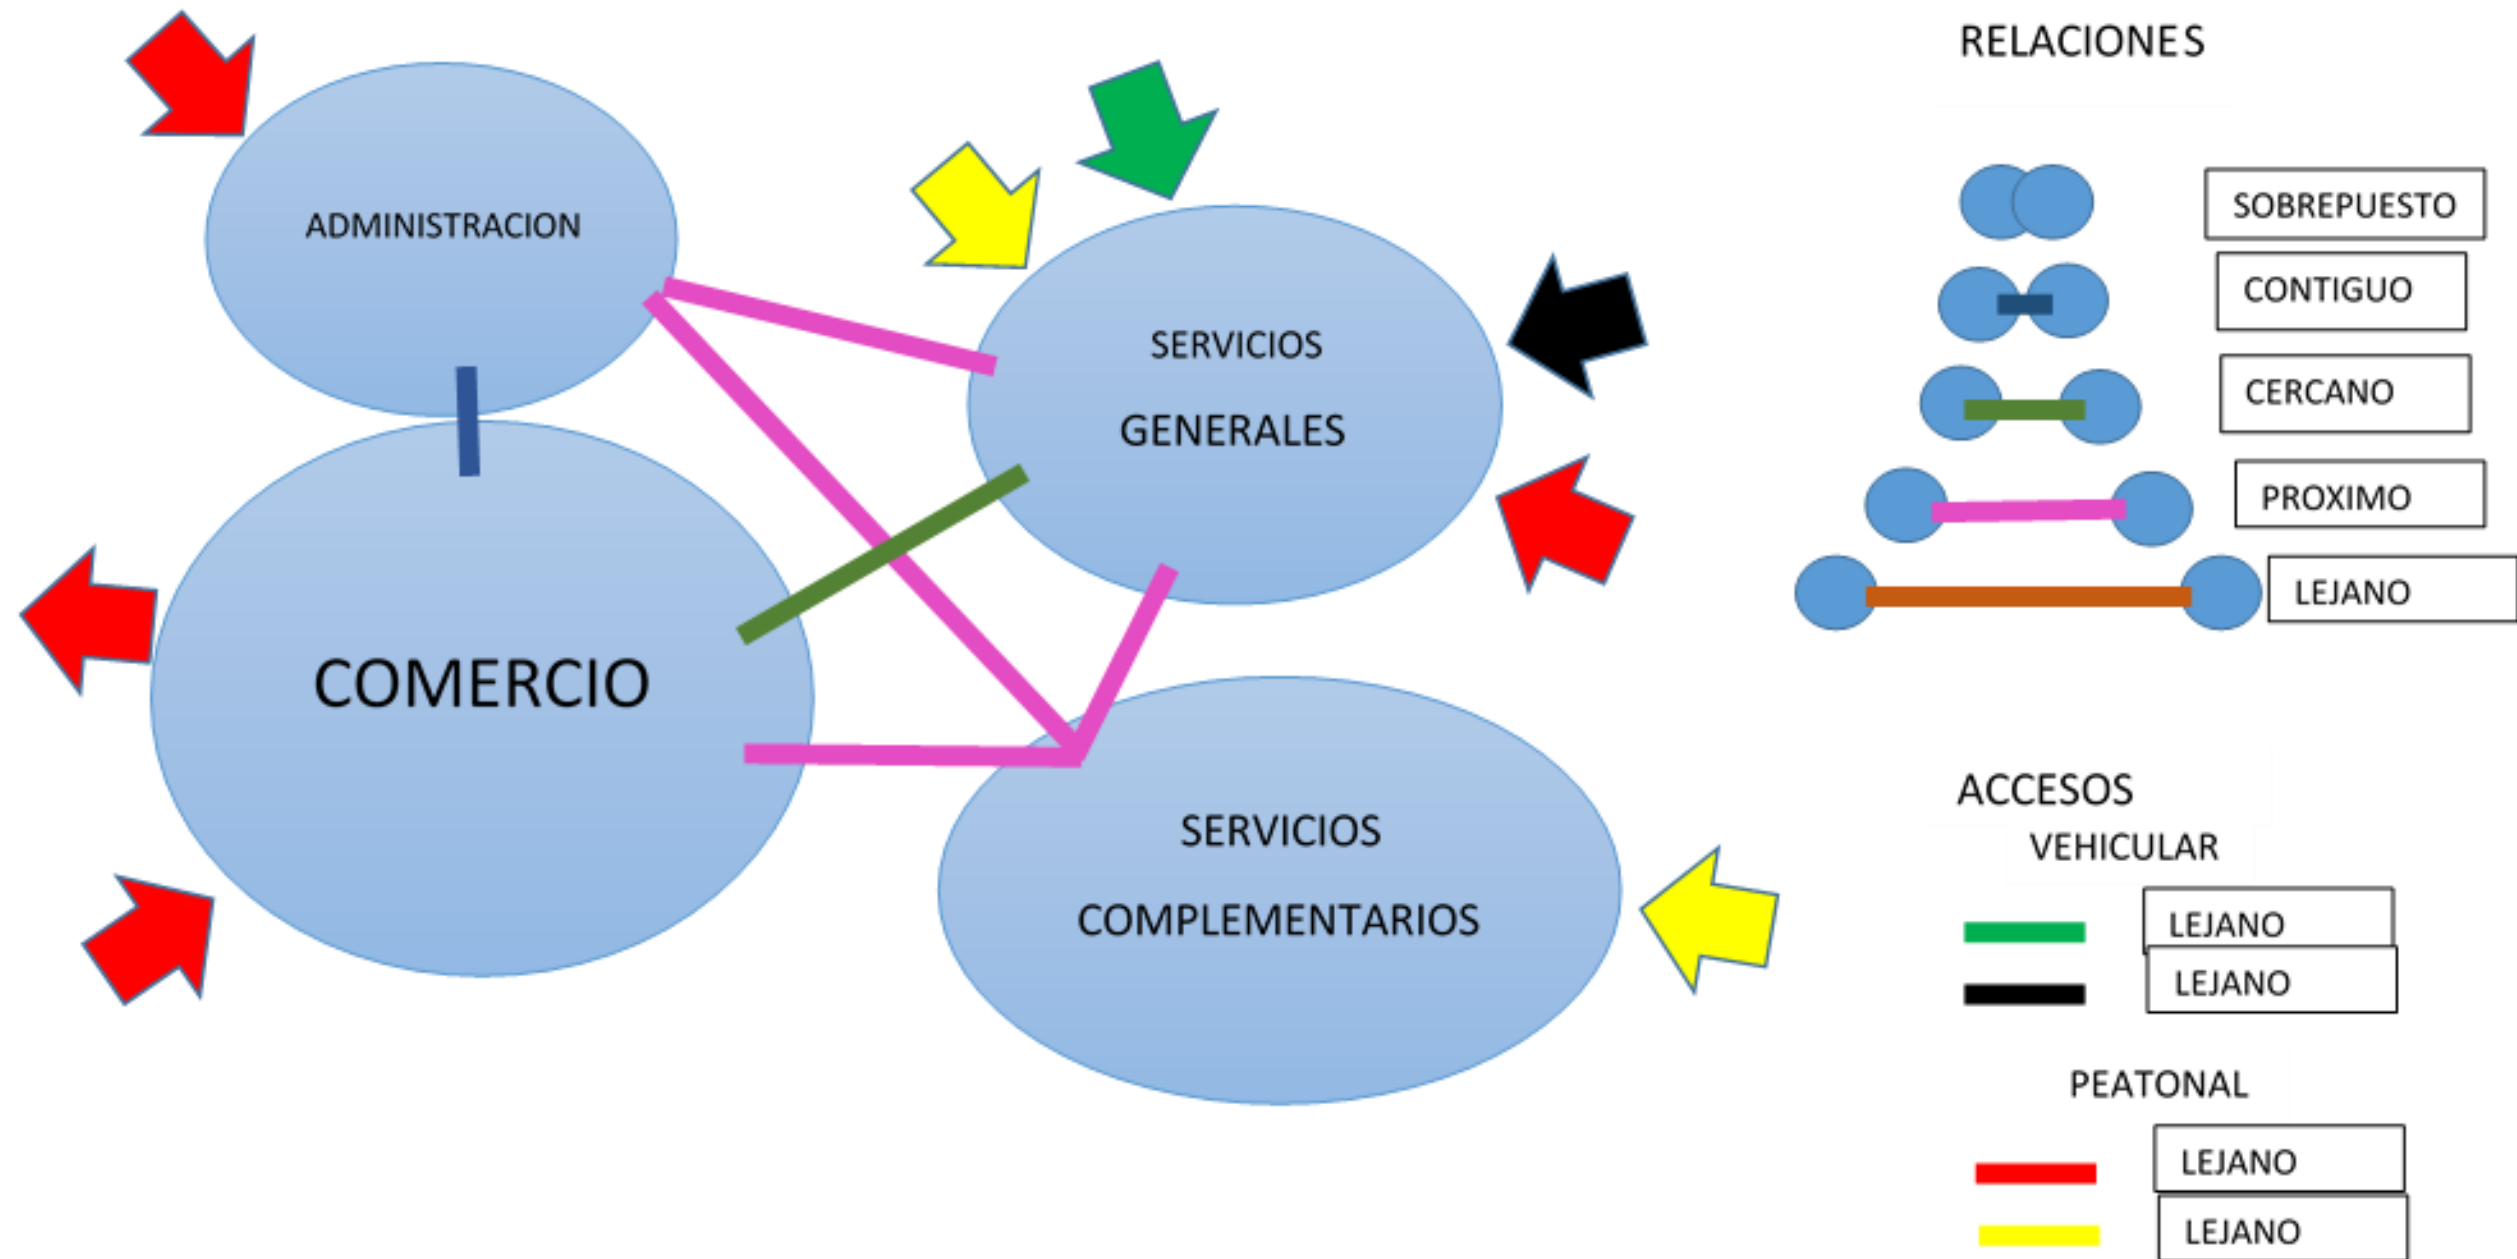 ADMINISTRACION
SERVICIOS
GENERALES
COMERCIO
SERVICIOS
COMPLEMENTARIOS
RELACIONES
SOBREPUESTO
CONTIGUO
CERCANO
PROXIMO
LEJANO
ACCESOS
VEHICULAR
LEJANO
LEJANO
PEATONAL
LEJANO
LEJANO